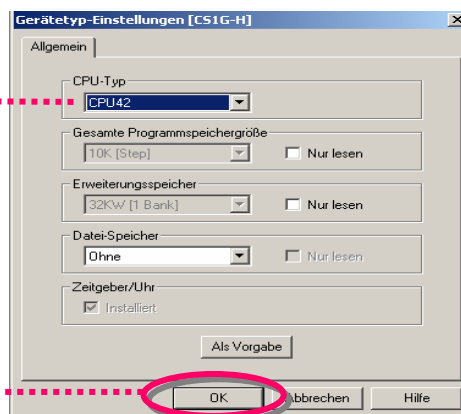 Gerätetyp-Einstellungen [CS1G-H]
Allgemein
CPU-Typ
CPU42
Gesamte Programmspeichergröße
10K [Step]
Nur lesen
Erweiterungsspeicher
32KW [1 Bank]
Nur lesen
Datei-Speicher
Ohne
Nur lesen
Zeitgeber/Uhr
Installiert
Als Vorgabe
OK
Abbrechen
Hilfe